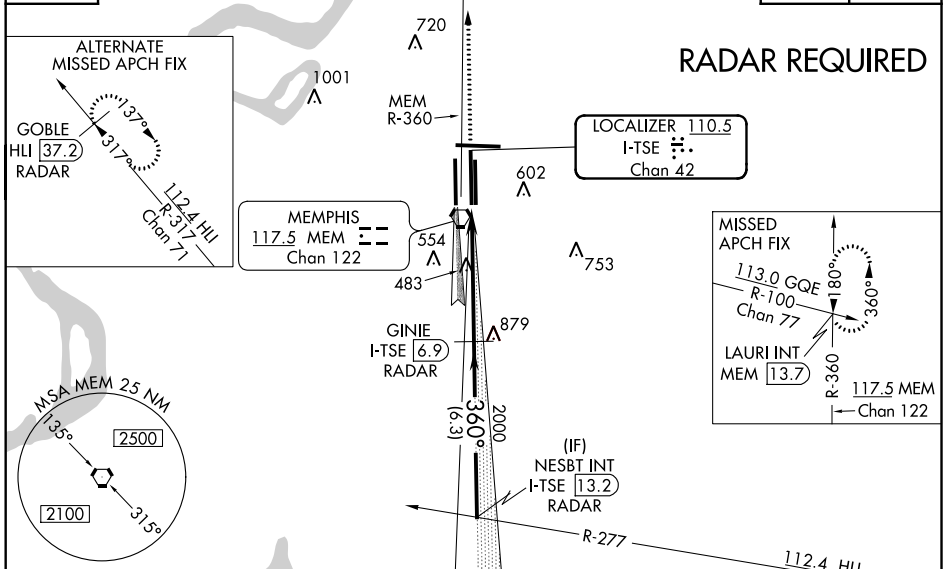 RADAR REQUIRED
ALTERNATE
MISSED APCH FIX
GOBLE
HLI 37.2
RADAR
137°
317°
112.4 HLI
R-317
Chan 71
720
1001
MEM
R-360
LOCALIZER 110.5
I-TSE
Chan 42
602
MEMPHIS
117.5 MEM
Chan 122
554
483
753
GINIE
I-TSE 6.9
RADAR
879
MISSED
APCH FIX
113.0 GQE
R-100
Chan 77
180°
360°
LAURI INT
MEM 13.7
R-360
117.5 MEM
Chan 122
MSA MEM 25 NM
135°
2500
2100
315°
360°
(6.3)
2000
(IF)
NESBT INT
I-TSE 13.2
RADAR
R-277